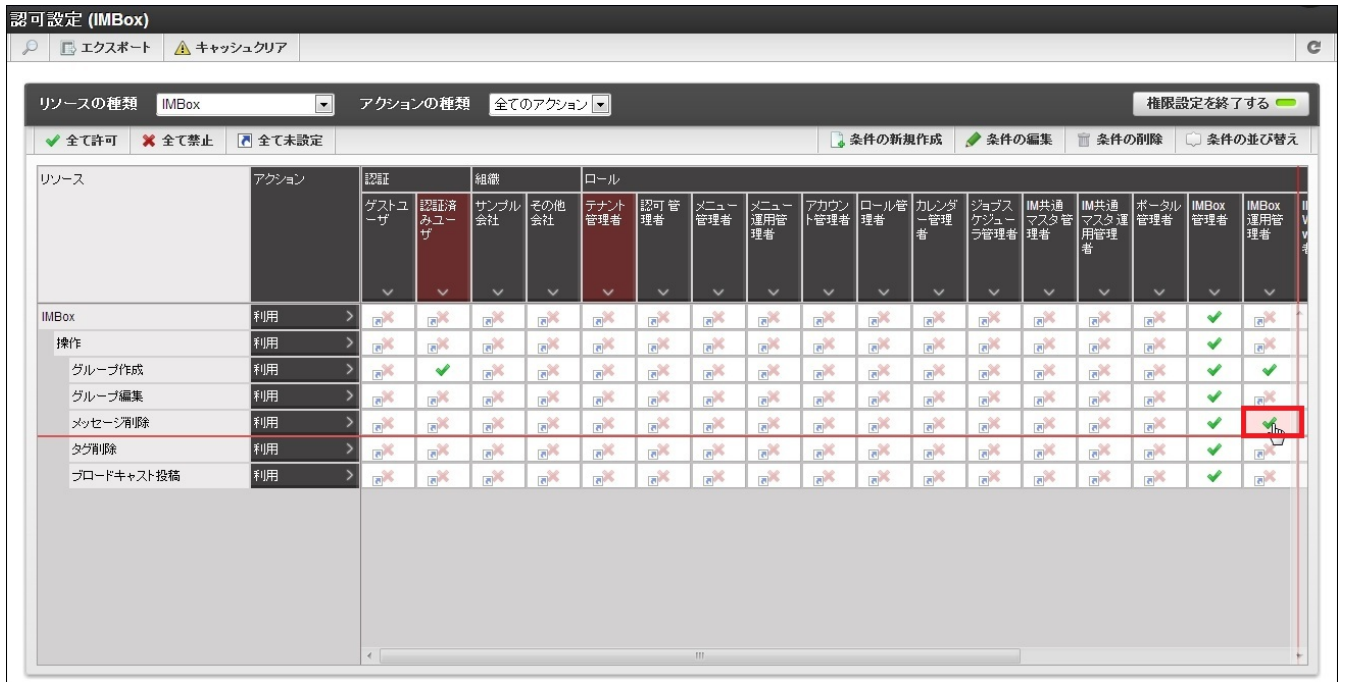 認可設定 (IMBox)
エクスポート キャッシュクリア
リソースの種類 IMBox アクションの種類 全てのアクション 権限設定を終了する
全て許可 全て禁止 全て未設定 条件の新規作成 条件の編集 条件の削除 条件の並び替え
リソース アクション 認証 組織 ロール
ゲストユーザ
認証済みユーザ
サンプル会社
その他会社
テナント管理者
認可管理者
メニュー管理者
メニュー運用管理者
アカウント管理者
ロール管理者
カレンダー管理者
ジョブスケジューラ管理者
IM共通マスタ管理者
IM共通マスタ運用管理者
ポータル管理者
IMBox管理者
IMBox運用管理者
IMBox 利用
操作 利用
グループ作成 利用
グループ編集 利用
メッセージ削除 利用
タグ削除 利用
ブロードキャスト投稿 利用